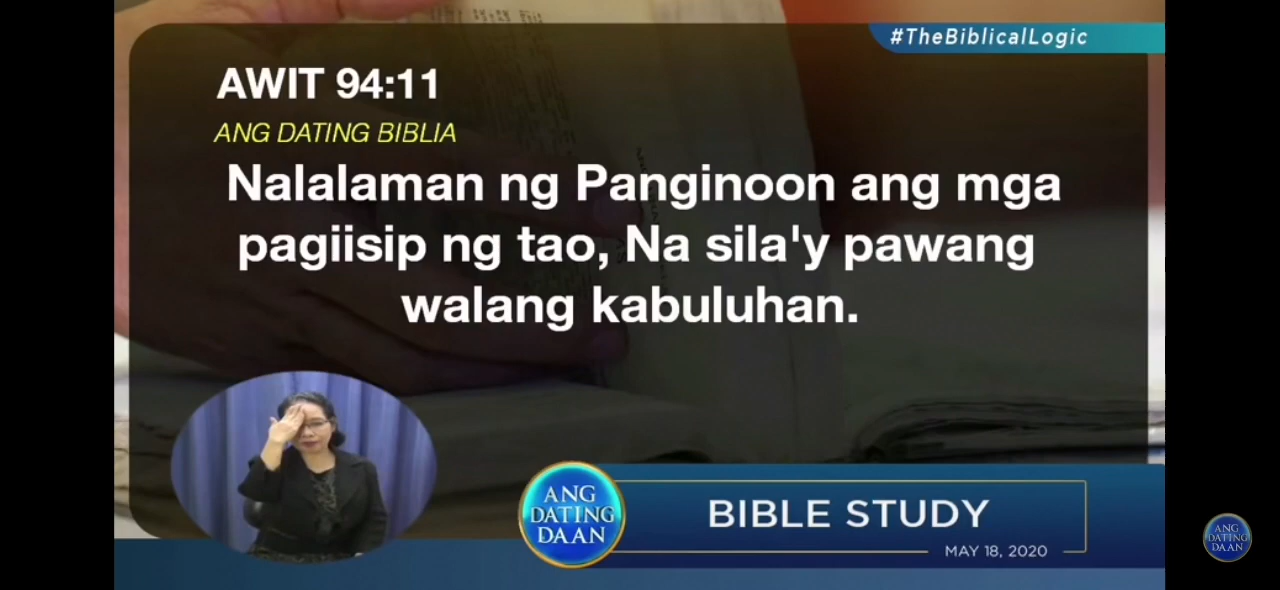 #TheBiblicalLogic
AWIT 94:11
ANG DATING BIBLIA
Nalalaman ng Panginoon ang mga
pagiisip ng tao, Na sila'y pawang
walang kabuluhan.
ANG
DATING
DAAN
BIBLE STUDY
MAY 18, 2020
ANG
DATING
DAAN